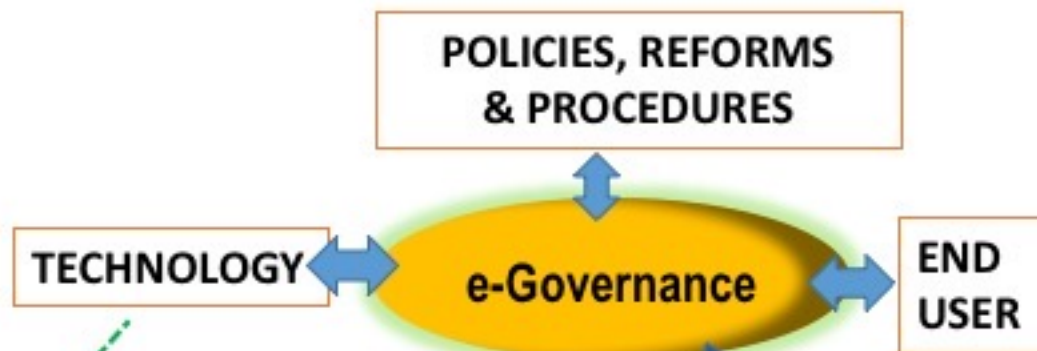 POLICIES, REFORMS
& PROCEDURES
TECHNOLOGY
e-Governance
END
USER